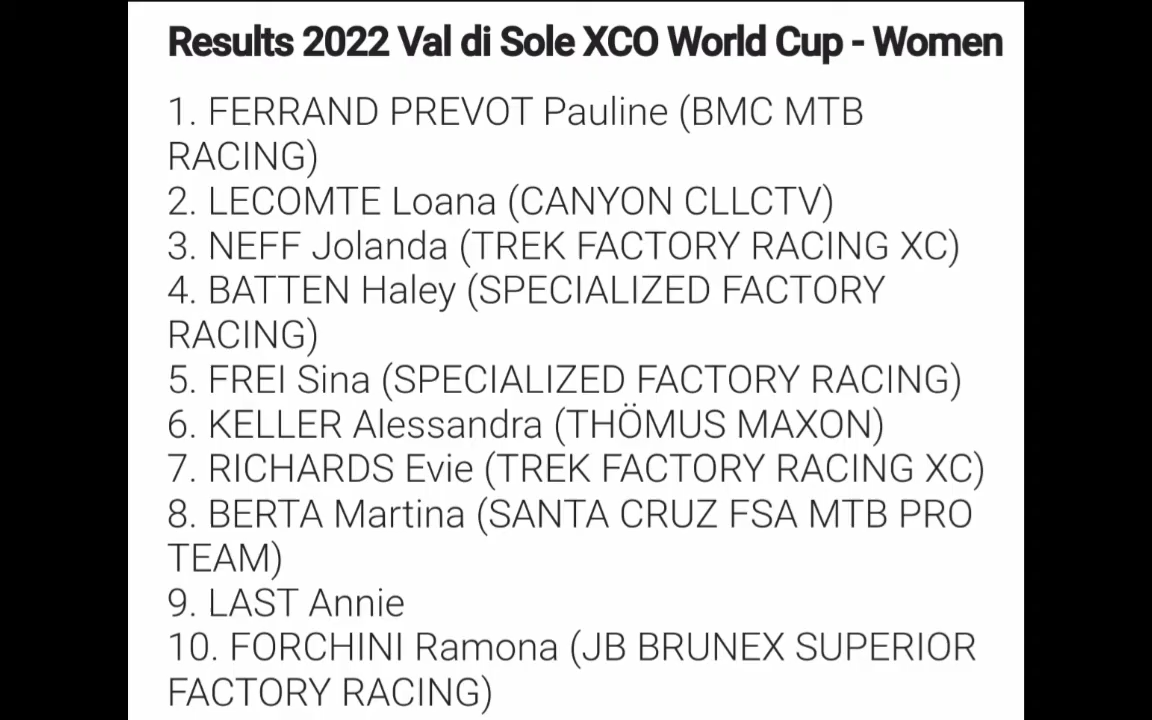 Results 2022 Val di Sole XCO World Cup - Women
1. FERRAND PREVOT Pauline (BMC MTB
RACING)
2. LECOMTE Loana (CANYON CLLCTV)
3. NEFF Jolanda (TREK FACTORY RACING XC)
4. BATTEN Haley (SPECIALIZED FACTORY
RACING)
5. FREI Sina (SPECIALIZED FACTORY RACING)
6. KELLER Alessandra (THÖMUS MAXON)
7. RICHARDS Evie (TREK FACTORY RACING XC)
8. BERTA Martina (SANTA CRUZ FSA MTB PRO
TEAM)
9. LAST Annie
10. FORCHINI Ramona (JB BRUNEX SUPERIOR
FACTORY RACING)